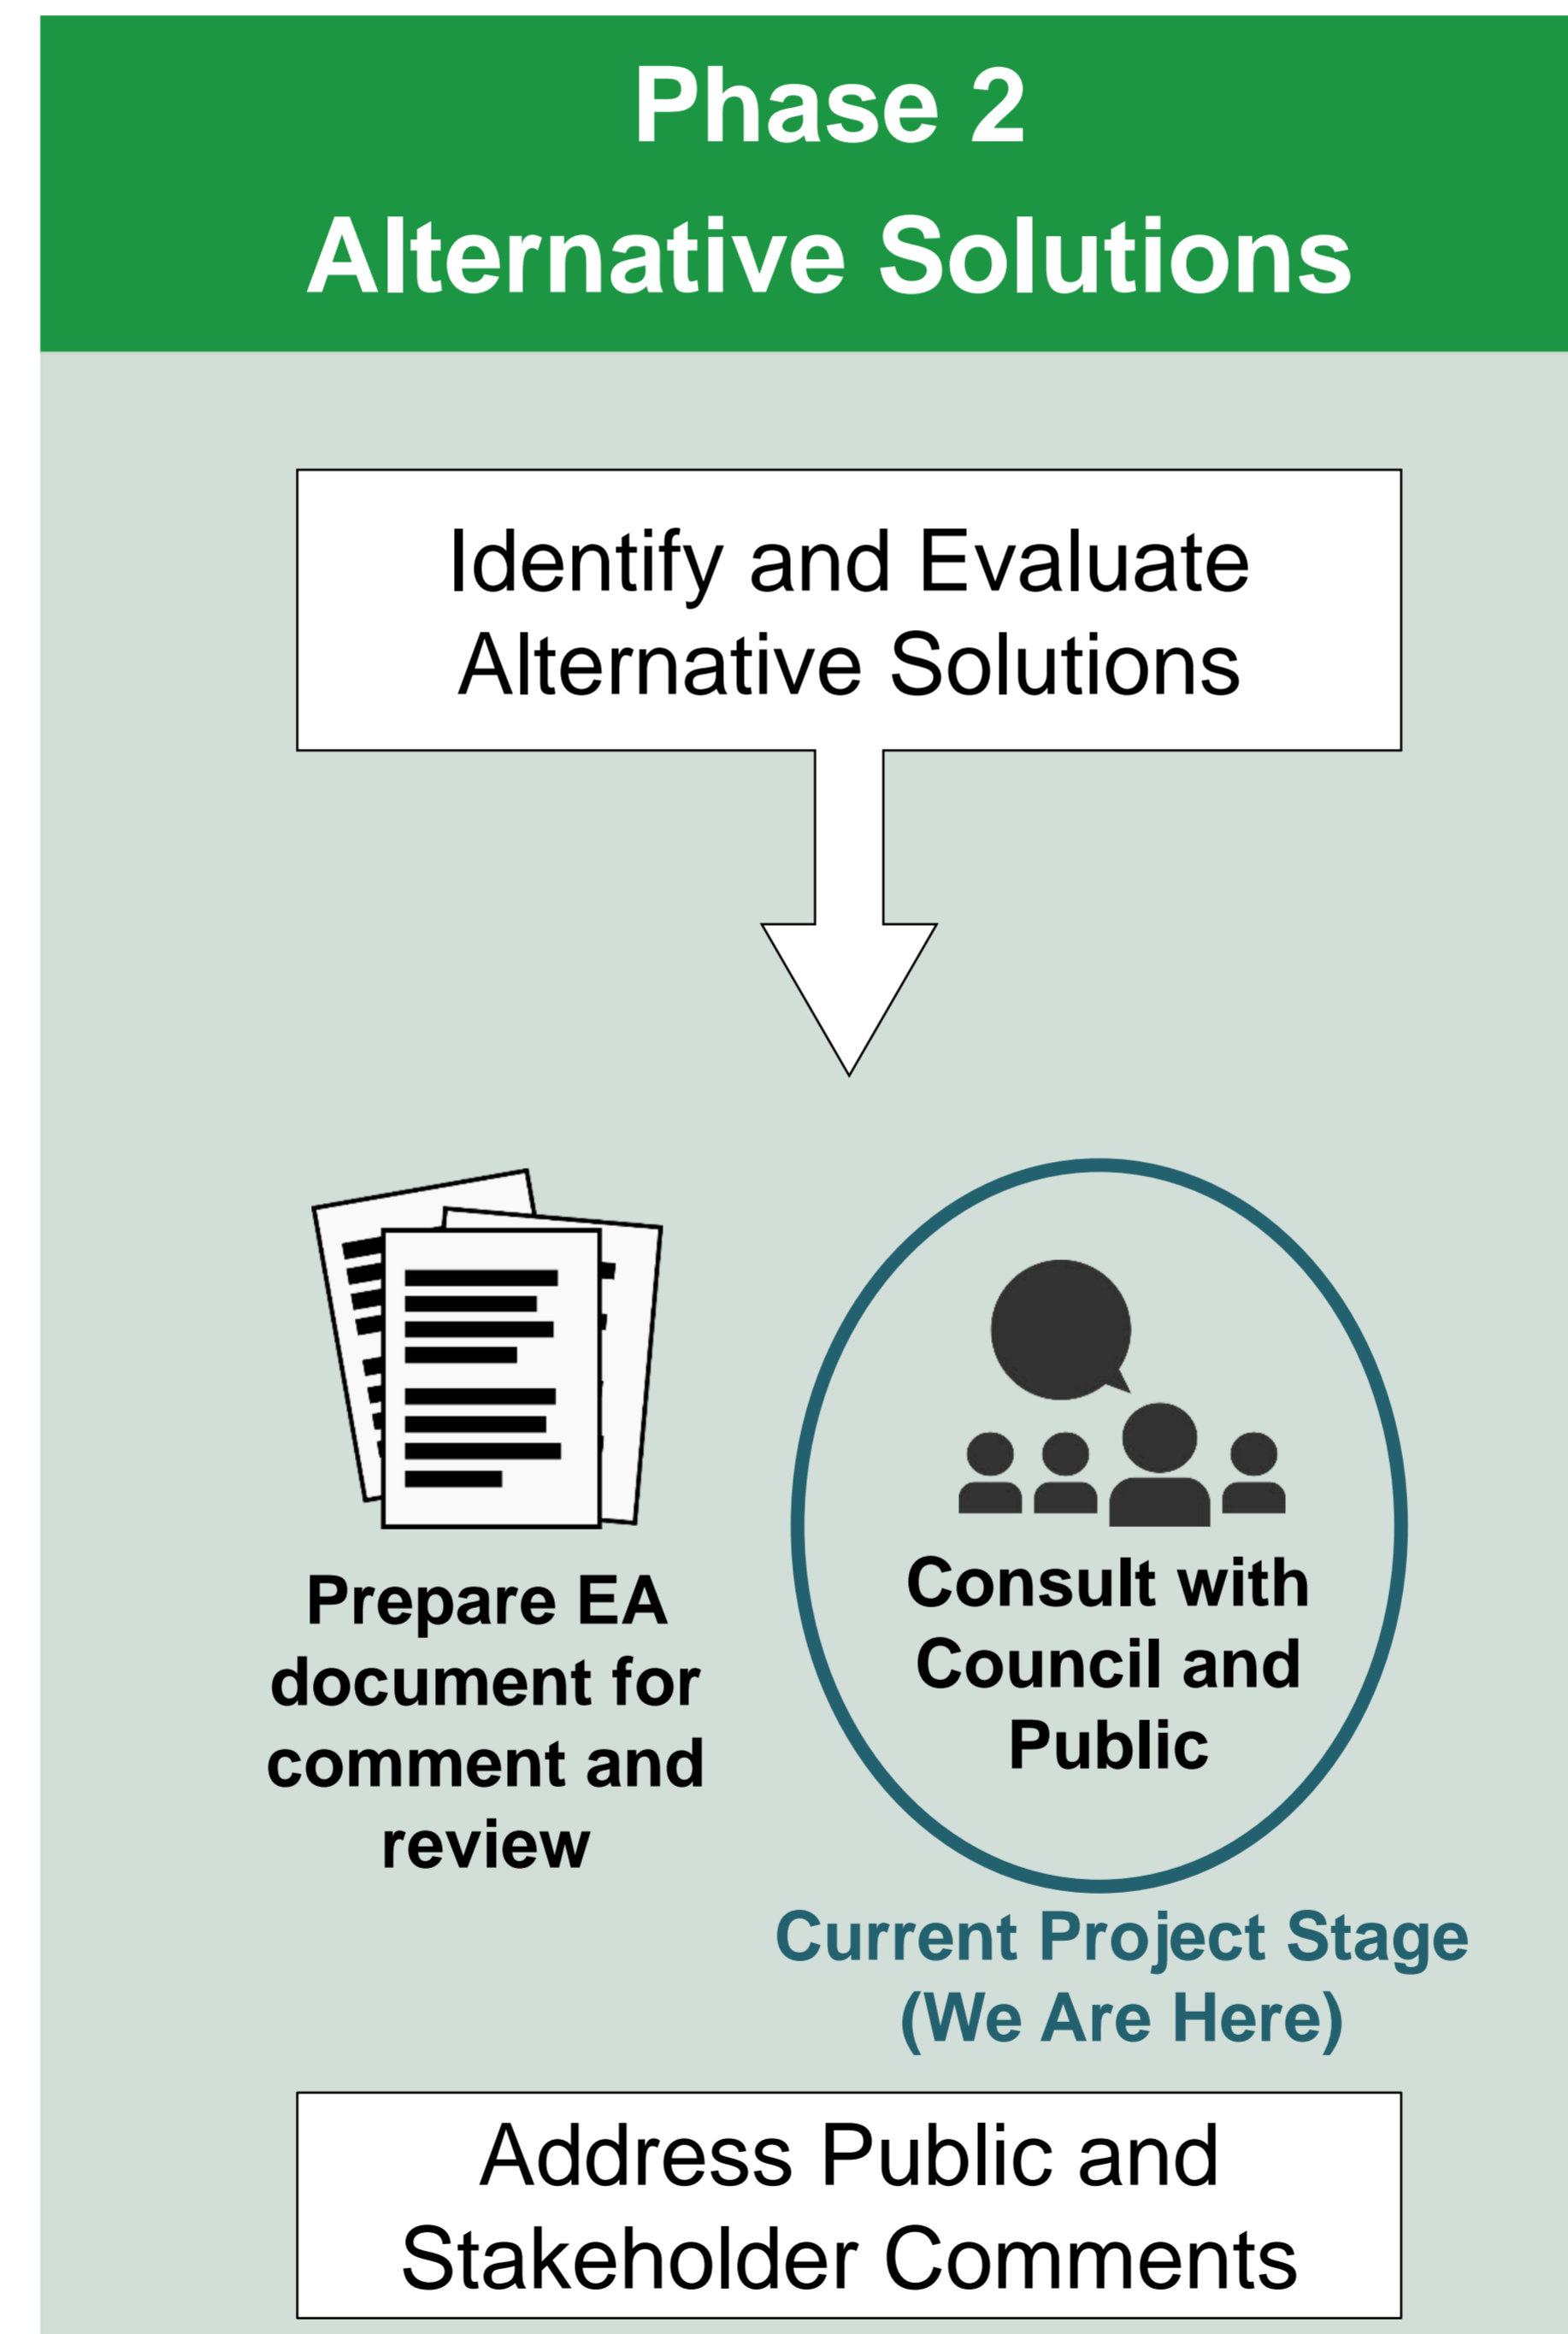 Phase 2
Alternative Solutions
Identify and Evaluate
Alternative Solutions
Prepare EA
document for
comment and
review
Consult with
Council and
Public
Current Project Stage
(We Are Here)
Address Public and
Stakeholder Comments